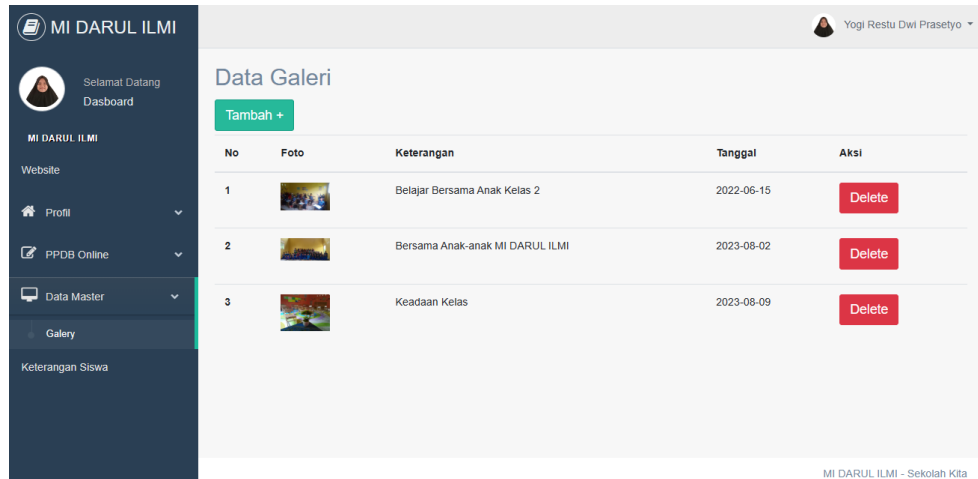 MI DARUL ILMI
Yogi Restu Dwi Prasetyo
Selamat Datang
Dasboard
MI DARUL ILMI
Website
Profil
PPDB Online
Data Master
Galery
Keterangan Siswa
Data Galeri
Tambah +
No Foto Keterangan Tanggal Aksi
1 Belajar Bersama Anak Kelas 2 2022-06-15 Delete
2 Bersama Anak-anak MI DARUL ILMI 2023-08-02 Delete
3 Keadaan Kelas 2023-08-09 Delete
MI DARUL ILMI - Sekolah Kita